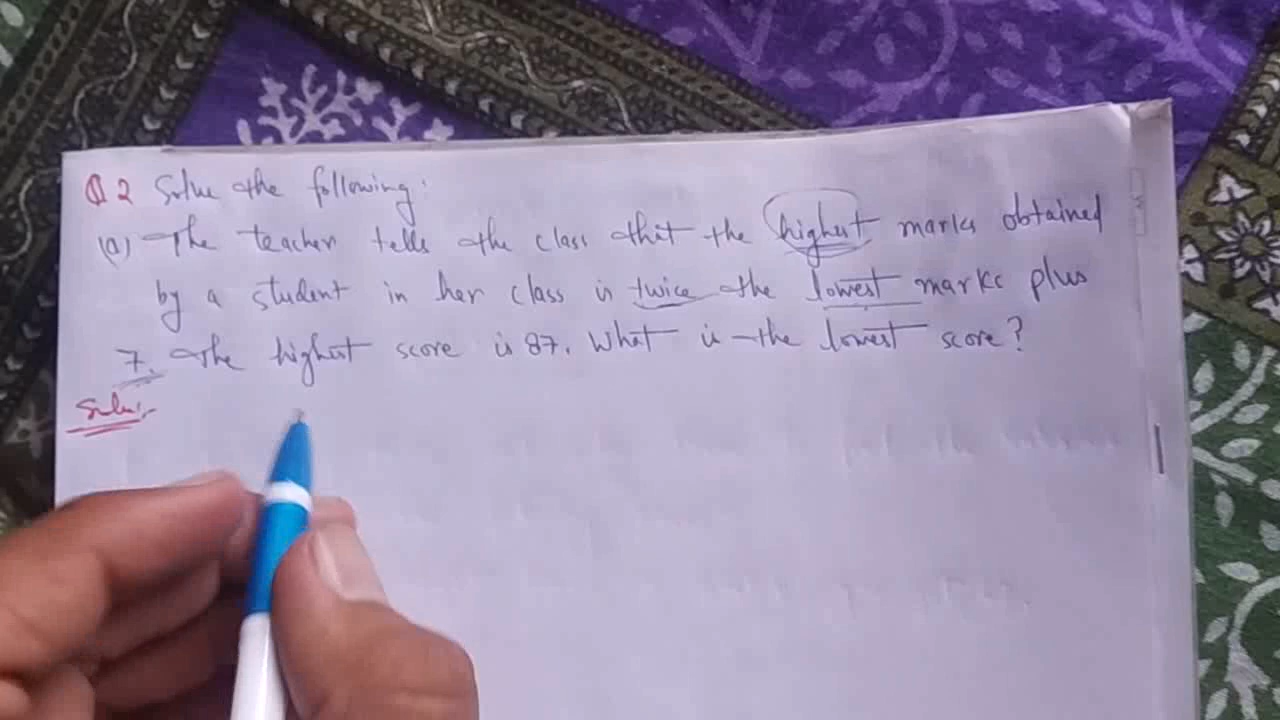 Q 2 Solve the following:
(a) The teacher tells the class that the highest marks obtained
by a student in her class is twice the lowest marks plus
7. The highest score is 87. What is the lowest score?
Solu: